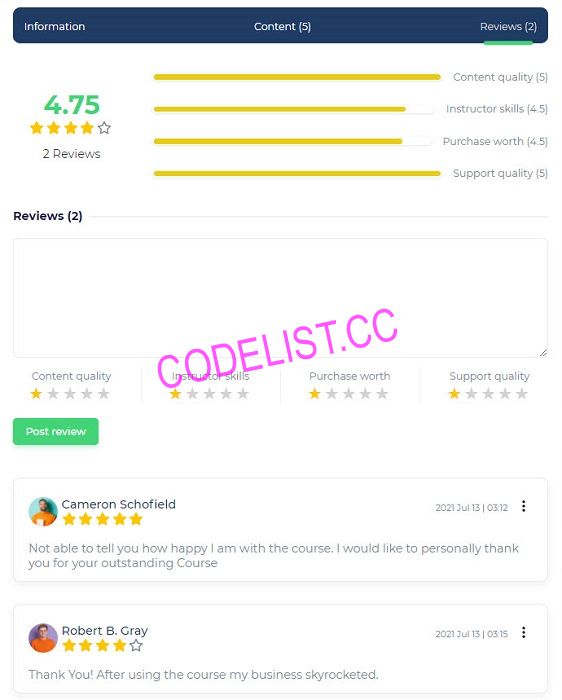 Information Content (5) Reviews (2)
4.75
2 Reviews
Content quality (5)
Instructor skills (4.5)
Purchase worth (4.5)
Support quality (5)
Reviews (2)
CODELIST.CC
Content quality Instructor skills Purchase worth Support quality
Post review
Cameron Schofield 2021 Jul 13 | 03:12
Not able to tell you how happy I am with the course. I would like to personally thank
you for your outstanding Course
Robert B. Gray 2021 Jul 13 | 03:15
Thank You! After using the course my business skyrocketed.